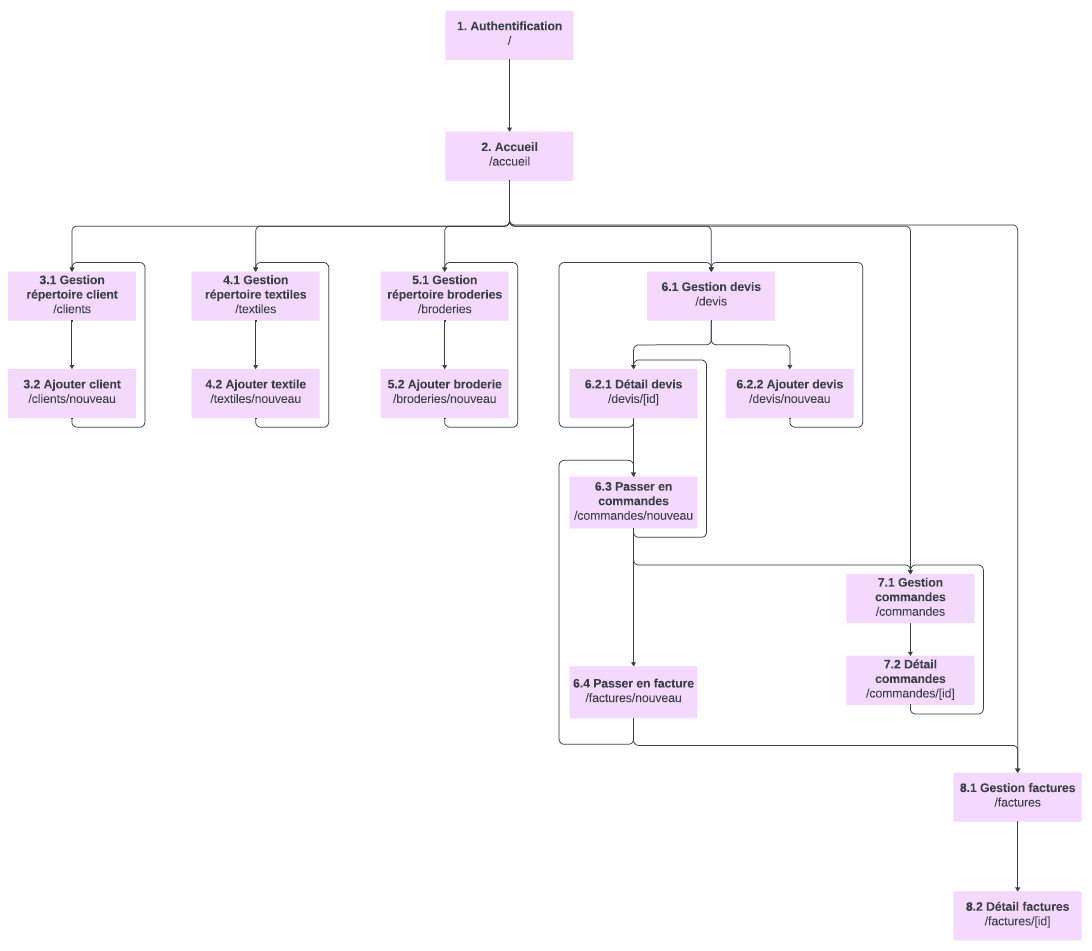 1. Authentification
/
2. Accueil
/accueil
3.1 Gestion
répertoire client
/clients
4.1 Gestion
répertoire textiles
/textiles
5.1 Gestion
répertoire broderies
/broderies
6.1 Gestion devis
/devis
3.2 Ajouter client
/clients/nouveau
4.2 Ajouter textile
/textiles/nouveau
5.2 Ajouter broderie
/broderies/nouveau
6.2.1 Détail devis
/devis/[id]
6.2.2 Ajouter devis
/devis/nouveau
6.3 Passer en
commandes
/commandes/nouveau
7.1 Gestion
commandes
/commandes
7.2 Détail
commandes
/commandes/[id]
6.4 Passer en facture
/factures/nouveau
8.1 Gestion factures
/factures
8.2 Détail factures
/factures/[id]